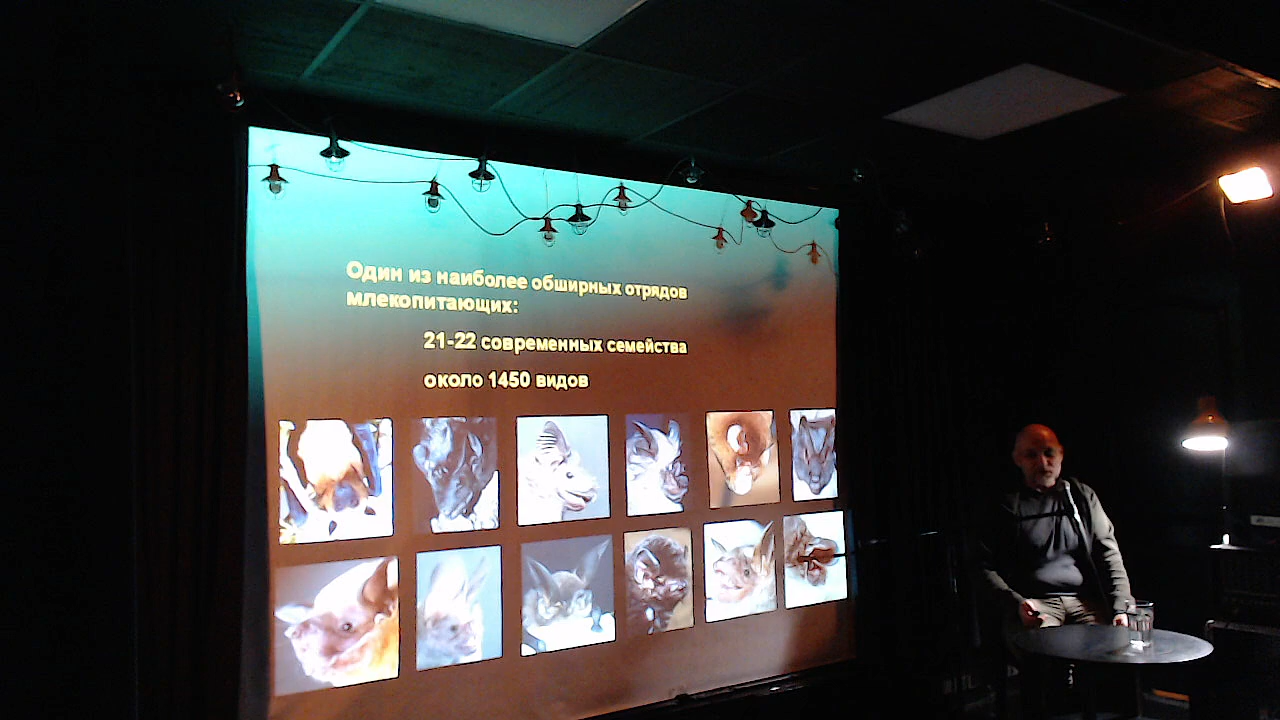 Один из наиболее обширных отрядов
млекопитающих:
21-22 современных семейства
около 1450 видов